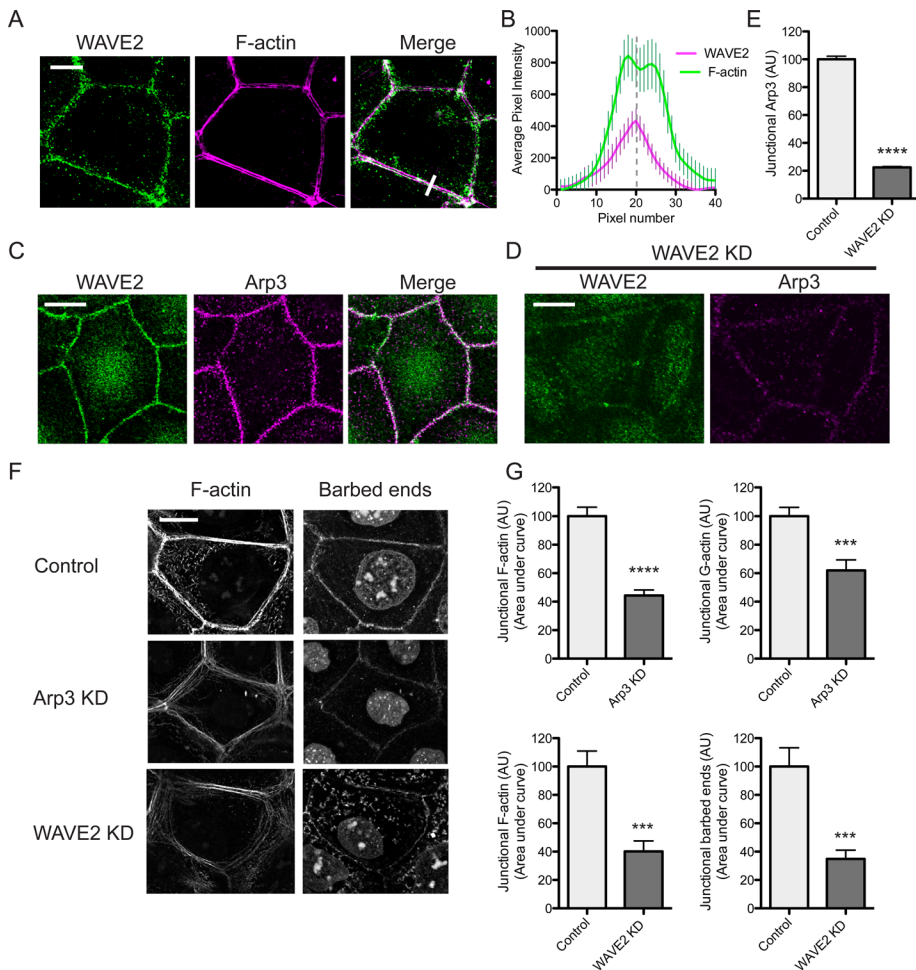 A
WAVE2
F-actin
Merge
B
Average Pixel Intensity
1000
800
600
400
200
0
0
10
20
30
40
Pixel number
WAVE2
F-actin
E
Junctional Arp3 (AU)
120
100
80
60
40
20
0
****
Control
WAVE2 KD
C
WAVE2
Arp3
Merge
D
WAVE2 KD
WAVE2
Arp3
F
F-actin
Barbed ends
Control
Arp3 KD
WAVE2 KD
G
Junctional F-actin (AU)
(Area under curve)
120
100
80
60
40
20
0
****
Control
Arp3 KD
Junctional G-actin (AU)
(Area under curve)
120
100
80
60
40
20
0
***
Control
Arp3 KD
Junctional F-actin (AU)
(Area under curve)
120
100
80
60
40
20
0
***
Control
WAVE2 KD
Junctional barbed ends (AU)
(Area under curve)
120
100
80
60
40
20
0
***
Control
WAVE2 KD